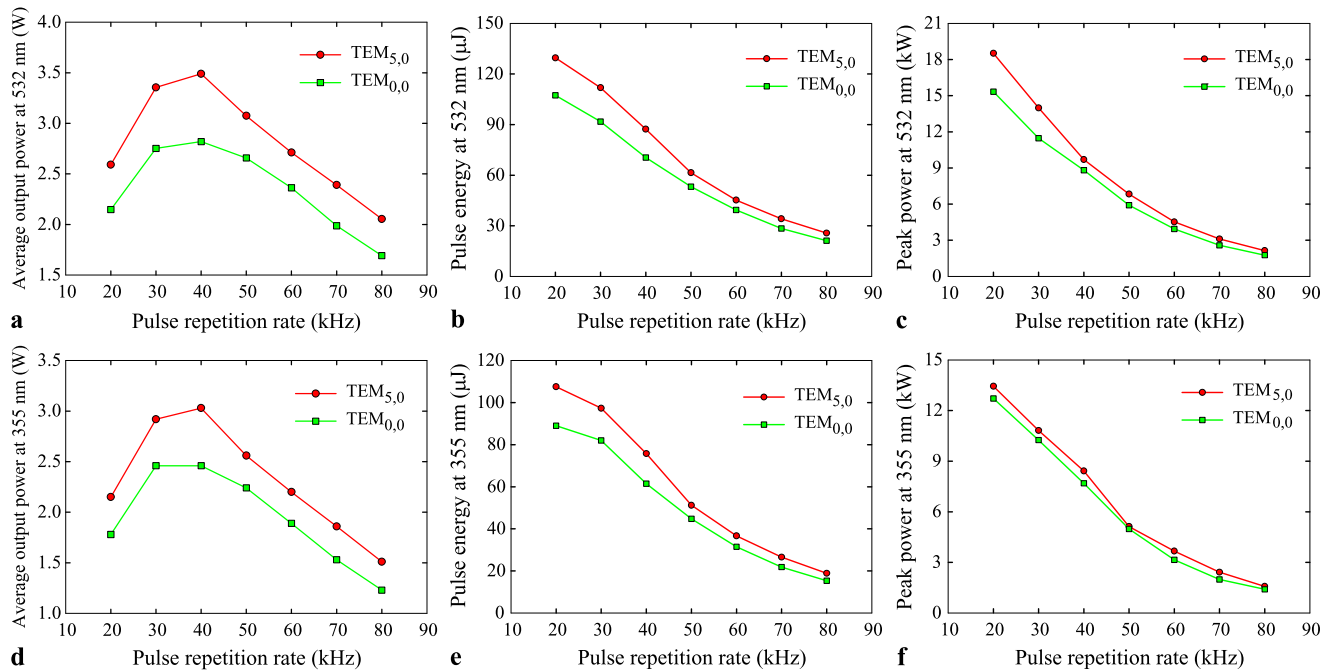 Average output power at 532 nm (W)
4.0
3.5
3.0
2.5
2.0
1.5
TEM5,0
TEM0,0
10 20 30 40 50 60 70 80 90
a Pulse repetition rate (kHz)
Pulse energy at 532 nm (μJ)
150
120
90
60
30
0
TEM5,0
TEM0,0
10 20 30 40 50 60 70 80 90
b Pulse repetition rate (kHz)
Peak power at 532 nm (kW)
21
18
15
12
9
6
3
0
TEM5,0
TEM0,0
10 20 30 40 50 60 70 80 90
c Pulse repetition rate (kHz)
Average output power at 355 nm (W)
3.5
3.0
2.5
2.0
1.5
1.0
TEM5,0
TEM0,0
10 20 30 40 50 60 70 80 90
d Pulse repetition rate (kHz)
Pulse energy at 355 nm (μJ)
120
100
80
60
40
20
0
TEM5,0
TEM0,0
10 20 30 40 50 60 70 80 90
e Pulse repetition rate (kHz)
Peak power at 355 nm (kW)
15
12
9
6
3
0
TEM5,0
TEM0,0
10 20 30 40 50 60 70 80 90
f Pulse repetition rate (kHz)